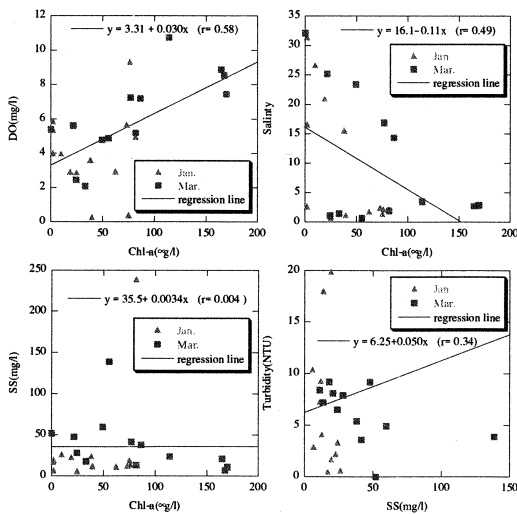 y = 3.31 + 0.030x (r= 0.58)
12
10
8
6
4
2
0
DO(mg/l)
Jan.
Mar.
regression line
0 50 100 150 200
Chl-a(∞g/l)
y = 16.1-0.11x (r= 0.49)
35
30
25
20
15
10
5
0
Salinty
Jan
Mar.
regression line
0 50 100 150 200
Chl-a(∞g/l)
y = 35.5+ 0.0034x (r= 0.004 )
250
200
150
100
50
0
SS(mg/l)
Jan.
Mar.
regression line
0 50 100 150 200
Chl-a(∞g/l)
20
15
10
5
0
Turbidity(NTU)
Jan.
Mar.
regression line
y = 6.25+0.050x (r= 0.34)
0 50 100 150
SS(mg/l)